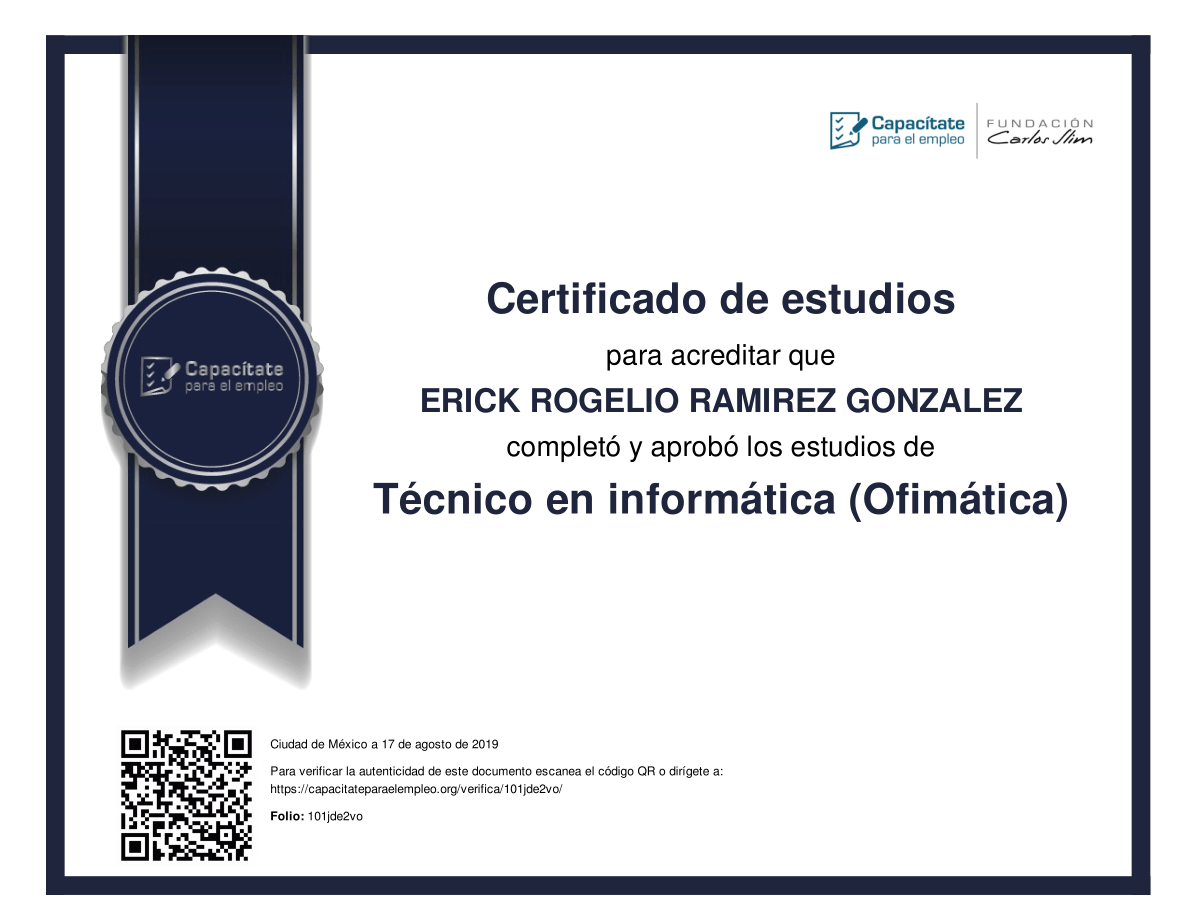 Capacítate
para el empleo
FUNDACIÓN
Carlos Slim
Certificado de estudios
para acreditar que
ERICK ROGELIO RAMIREZ GONZALEZ
completó y aprobó los estudios de
Técnico en informática (Ofimática)
Capacítate
para el empleo
Ciudad de México a 17 de agosto de 2019
Para verificar la autenticidad de este documento escanea el código QR o dirígete a:
https://capacitateparaelempleo.org/verifica/101jde2vo/
Folio: 101jde2vo